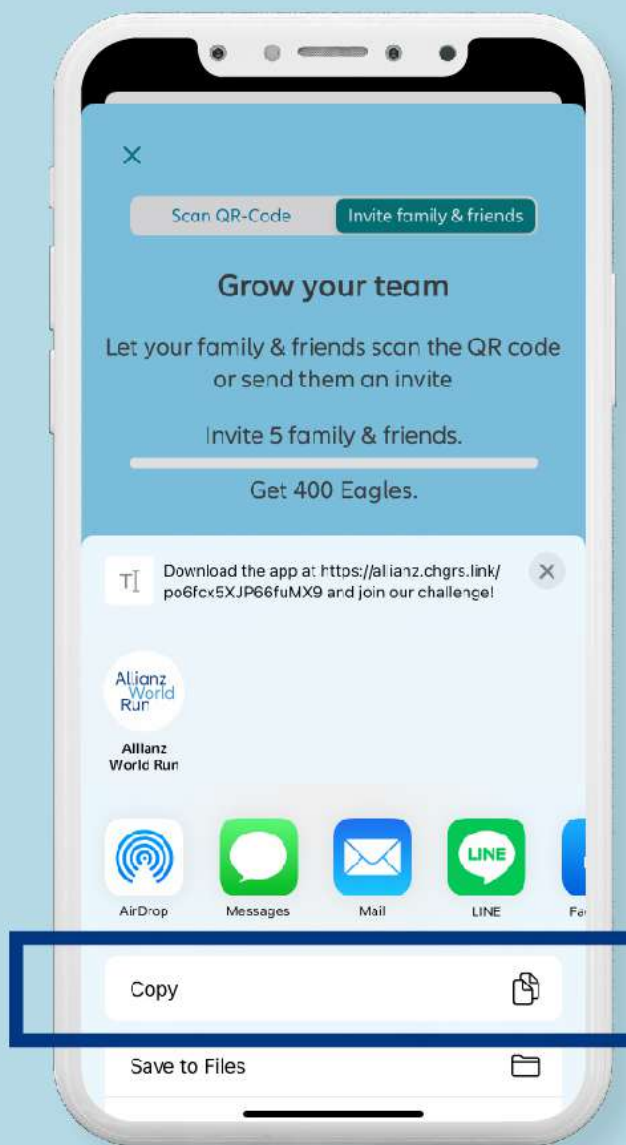 Scan QR-Code
Invite family & friends
Grow your team
Let your family & friends scan the QR code
or send them an invite
Invite 5 family & friends.
Get 400 Eagles.
Download the app at https://allianz.chgrs.link/
po6fcx5XJP66fuMX9 and join our challenge!
Allianz
World
Run
Allianz
World Run
AirDrop
Messages
Mail
LINE
LINE
Fa
Copy
Save to Files